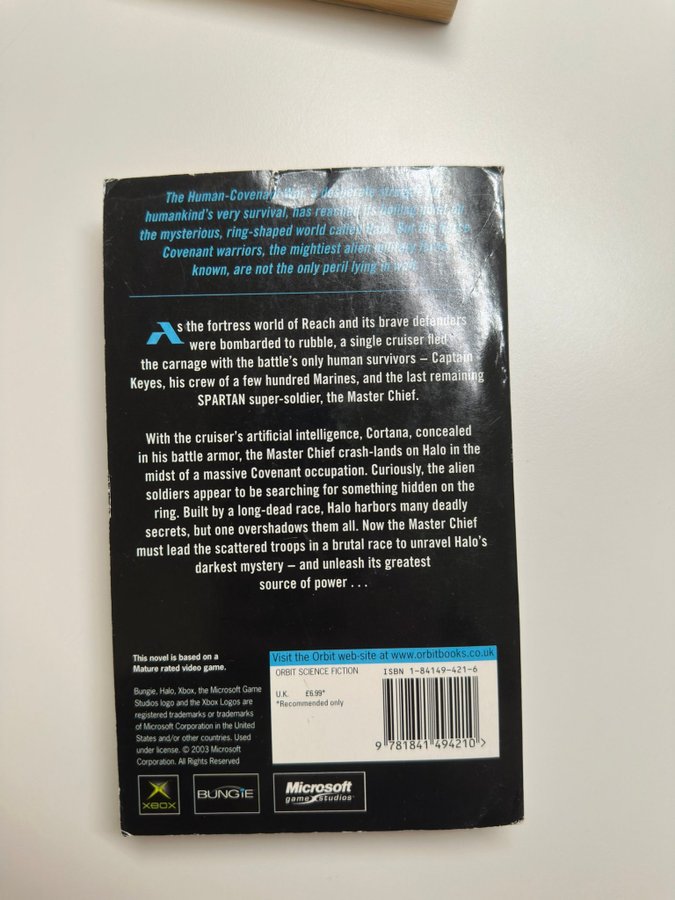 The Human-Covenant War, a desperate struggle for
humankind's very survival, has reached its boiling point on
the mysterious, ring-shaped world called Halo. But the
Covenant warriors, the mightiest alien military force
known, are not the only peril lying in wait.
As the fortress world of Reach and its brave defenders
were bombarded to rubble, a single cruiser fled
the carnage with the battle's only human survivors – Captain
Keyes, his crew of a few hundred Marines, and the last remaining
SPARTAN super-soldier, the Master Chief.
With the cruiser's artificial intelligence, Cortana, concealed
in his battle armor, the Master Chief crash-lands on Halo in the
midst of a massive Covenant occupation. Curiously, the alien
soldiers appear to be searching for something hidden on the
ring. Built by a long-dead race, Halo harbors many deadly
secrets, but one overshadows them all. Now the Master Chief
must lead the scattered troops in a brutal race to unravel Halo's
darkest mystery – and unleash its greatest
source of power . . .
This novel is based on a
Mature rated video game.
Bungie, Halo, Xbox, the Microsoft Game
Studios logo and the Xbox Logos are
registered trademarks or trademarks
of Microsoft Corporation in the United
States and/or other countries. Used
under license. © 2003 Microsoft
Corporation. All Rights Reserved
Visit the Orbit web-site at www.orbitbooks.co.uk
ORBIT SCIENCE FICTION
U.K. £6.99*
*Recommended only
ISBN 1-84149-421-6
9 781841 494210 >
XBOX
BUNGIE
Microsoft
game studios